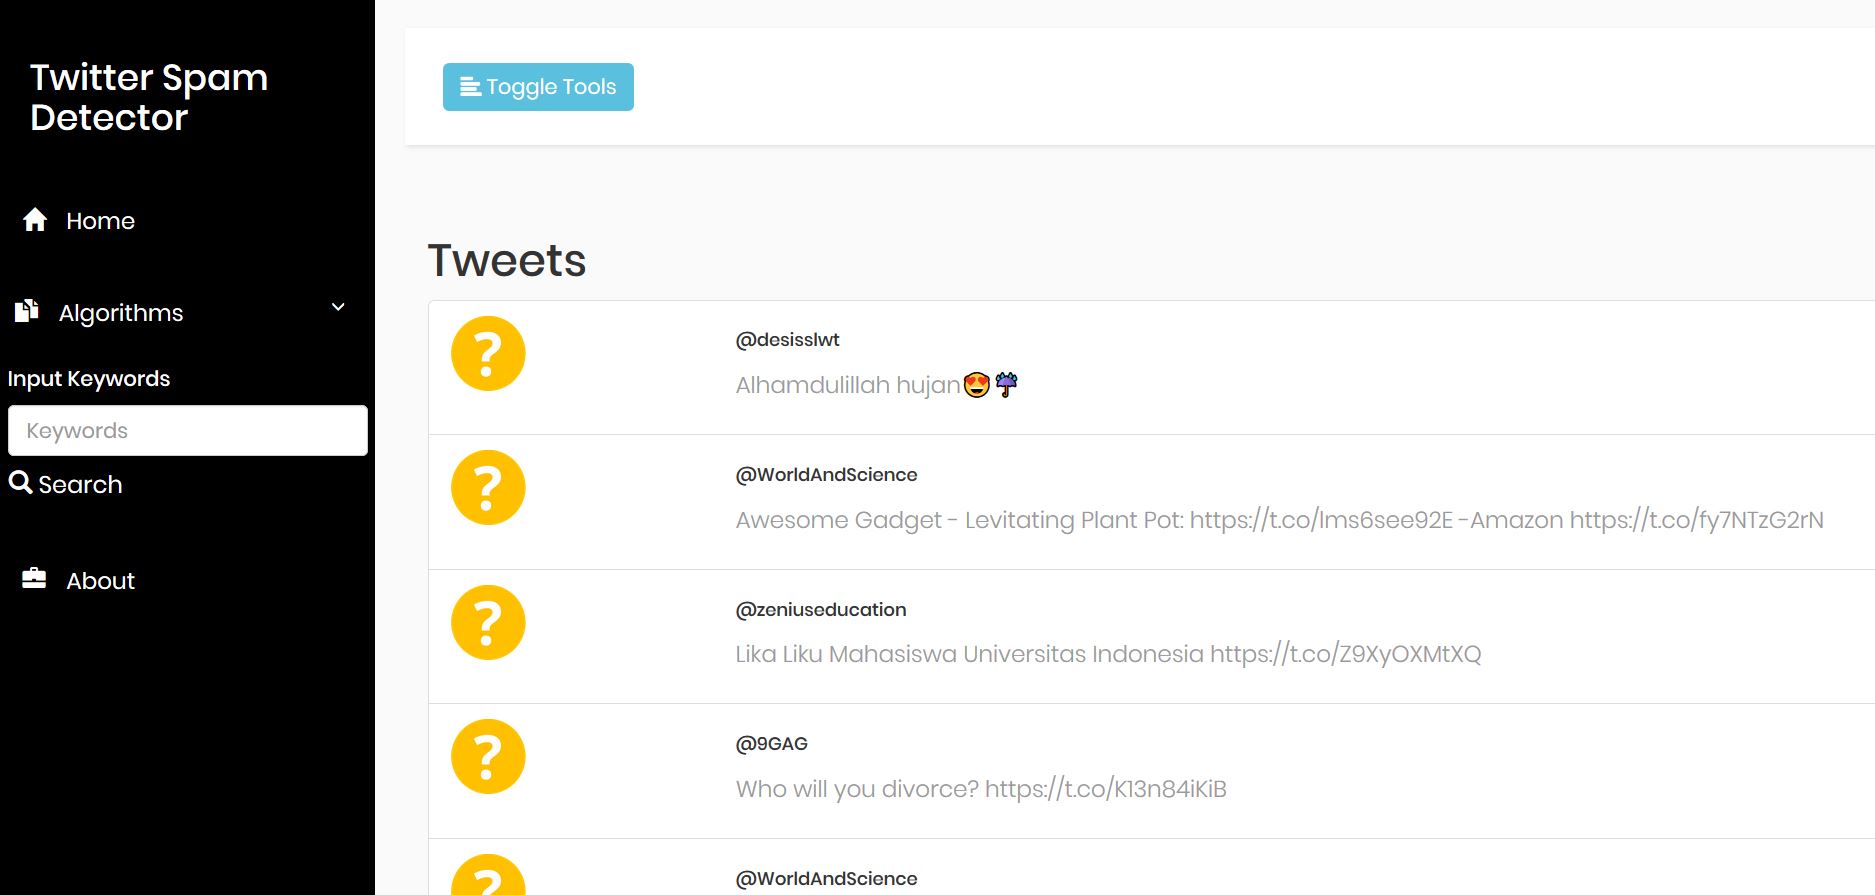 Twitter Spam
Detector
Home
Algorithms
Input Keywords
Keywords
Search
About
Toggle Tools
Tweets
@desisslwt
Alhamdulillah hujan😍☔
@WorldAndScience
Awesome Gadget - Levitating Plant Pot: https://t.co/lms6see92E -Amazon https://t.co/fy7NTzG2rN
@zeniuseducation
Lika Liku Mahasiswa Universitas Indonesia https://t.co/Z9XyOXMtXQ
@9GAG
Who will you divorce? https://t.co/K13n84iKiB
@WorldAndScience